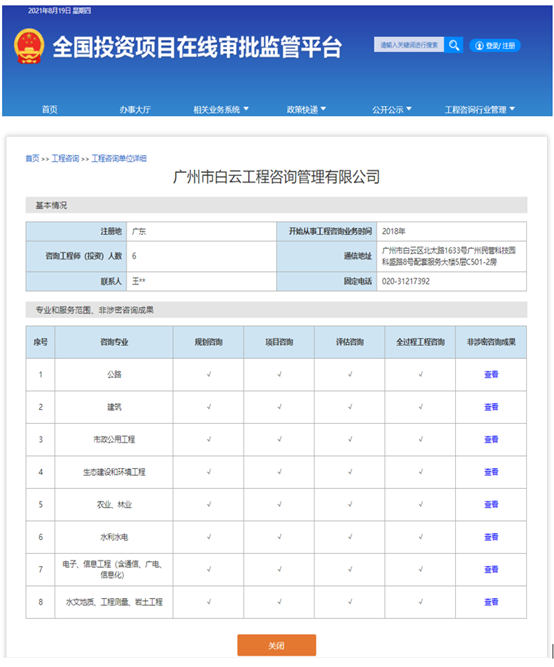 2021年8月19日 星期四
全国投资项目在线审批监管平台
请输入关键词进行搜索
登录/注册
首页 办事大厅 相关业务系统 政策快递 公开公示 工程咨询行业管理
首页 >> 工程咨询 >> 工程咨询单位详细
广州市白云工程咨询管理有限公司
基本情况
注册地 广东 开始从事工程咨询业务时间 2018年
咨询工程师（投资）人数 6 通信地址 广州市白云区北太路1633号广州民营科技园
科盛路8号配套服务大楼5层C501-2房
联系人 王** 固定电话 020-31217392
专业和服务范围、非涉密咨询成果
序号 咨询专业 规划咨询 项目咨询 评估咨询 全过程工程咨询 非涉密咨询成果
1 公路 √ √ √ √ 查看
2 建筑 √ √ √ √ 查看
3 市政公用工程 √ √ √ √ 查看
4 生态建设和环境工程 √ √ √ √ 查看
5 农业、林业 √ √ √ √ 查看
6 水利水电 √ √ √ √ 查看
7 电子、信息工程（含通信、广电、
信息化） √ √ √ √ 查看
8 水文地质、工程测量、岩土工程 √ √ √ √ 查看
关闭